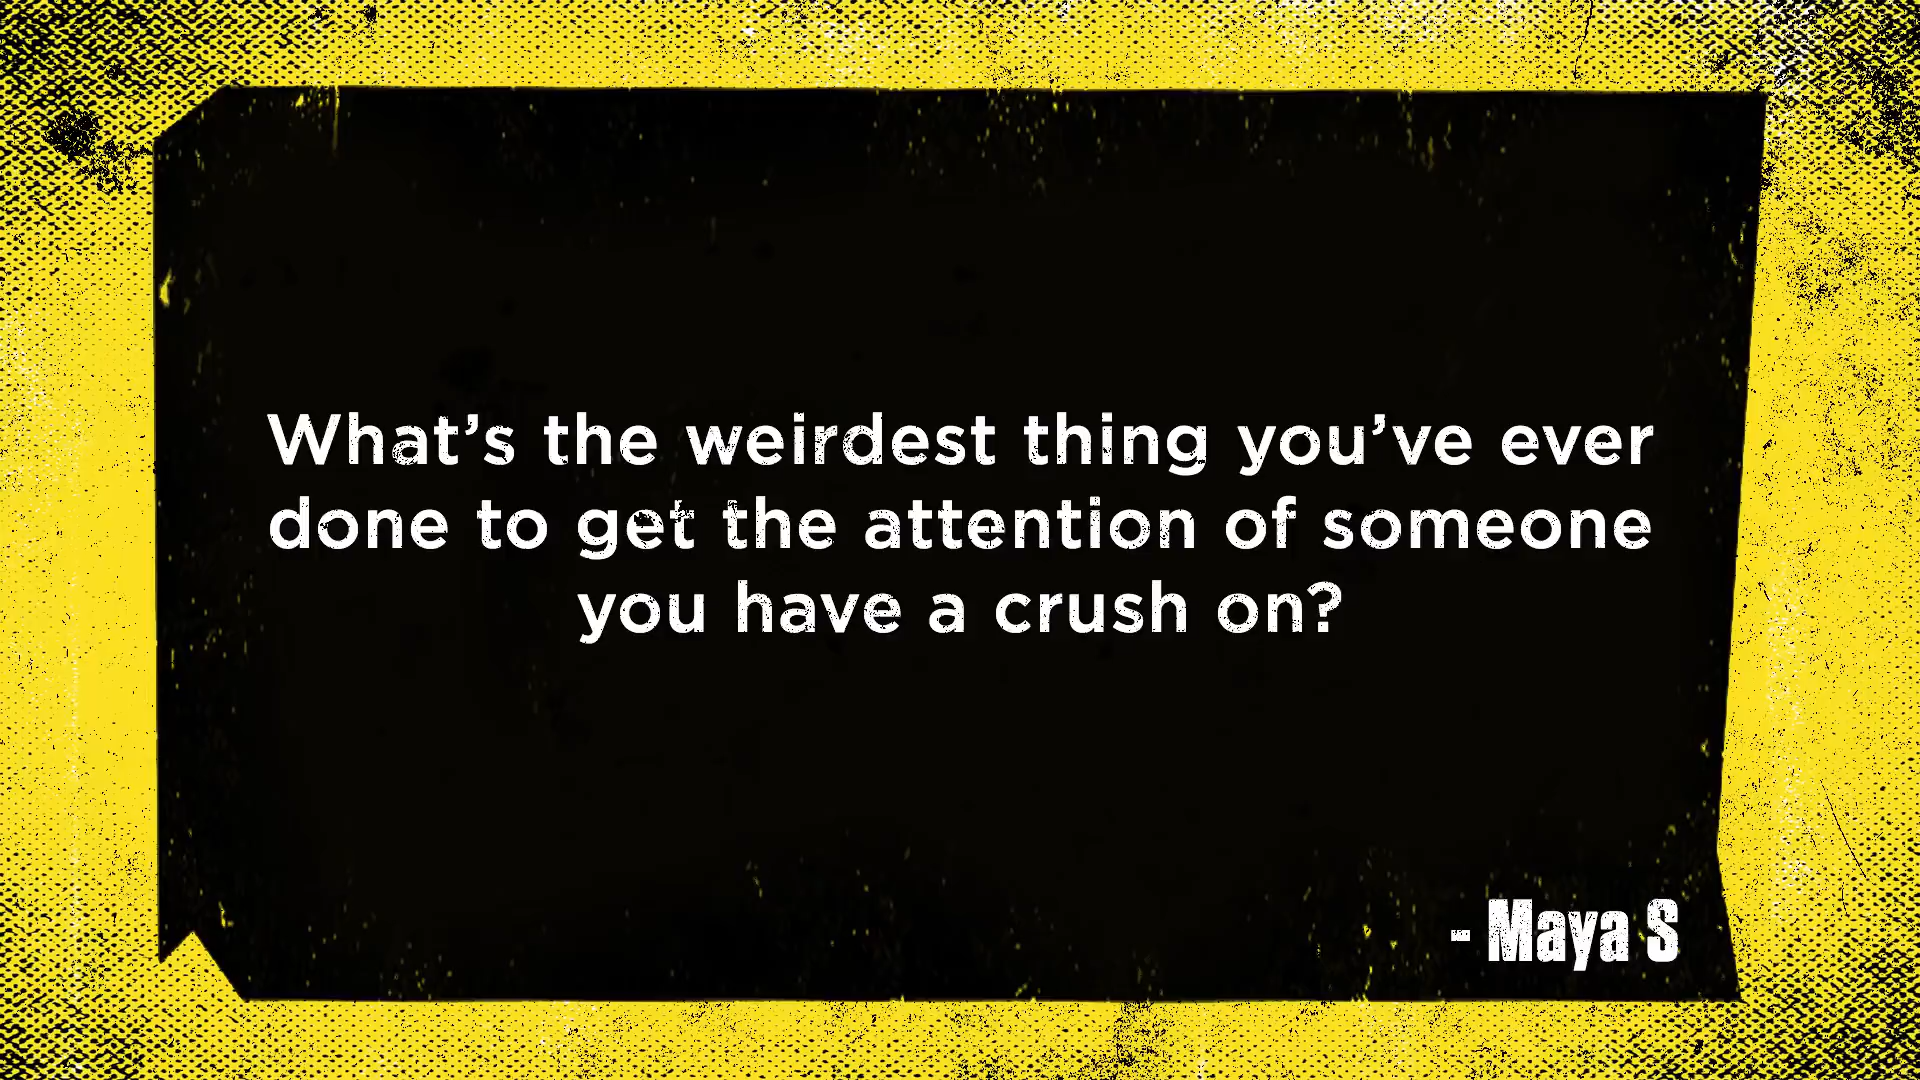 What’s the weirdest thing you’ve ever
done to get the attention of someone
you have a crush on?
- Maya S